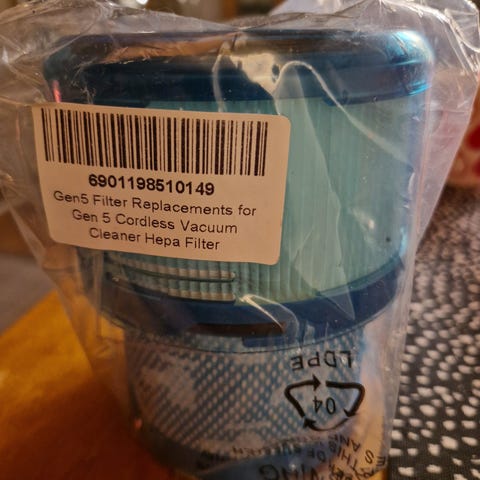 6901198510149
Gen5 Filter Replacements for
Gen 5 Cordless Vacuum
Cleaner Hepa Filter
LDPE
04